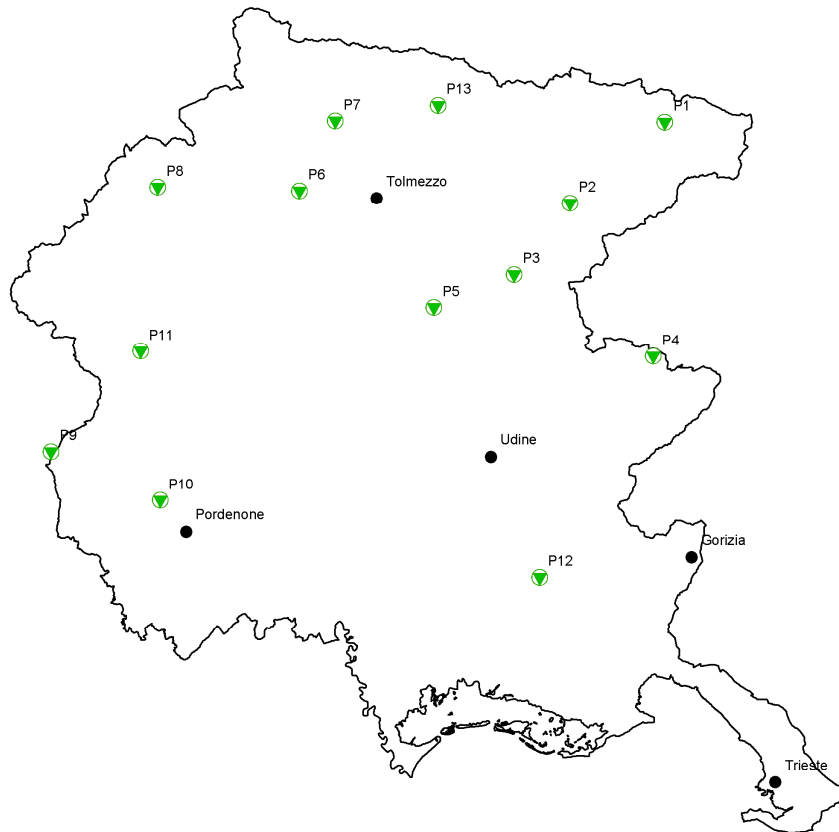 P13
P1
P7
P8
P6
Tolmezzo
P2
P3
P5
P11
P4
P9
Udine
P10
Pordenone
Gorizia
P12
Trieste